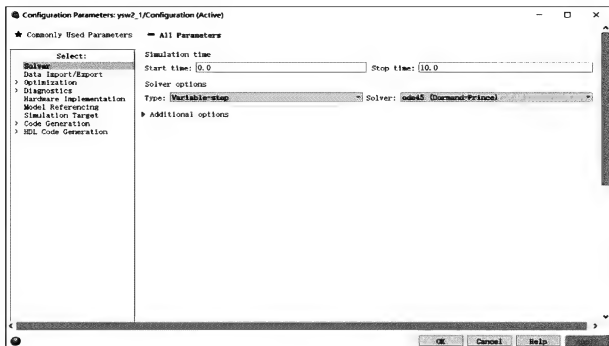 Configuration Parameters: ysw2_1/Configuration (Active)
★ Commonly Used Parameters ≡ All Parameters
Select:
Solver
Data Import/Export
> Optimization
> Diagnostics
Hardware Implementation
Model Referencing
Simulation Target
> Code Generation
> HDL Code Generation
Simulation time
Start time: 0.0 Stop time: 10.0
Solver options
Type: Variable-step Solver: ode45 (Dormand-Prince)
▶ Additional options
OK Cancel Help Apply